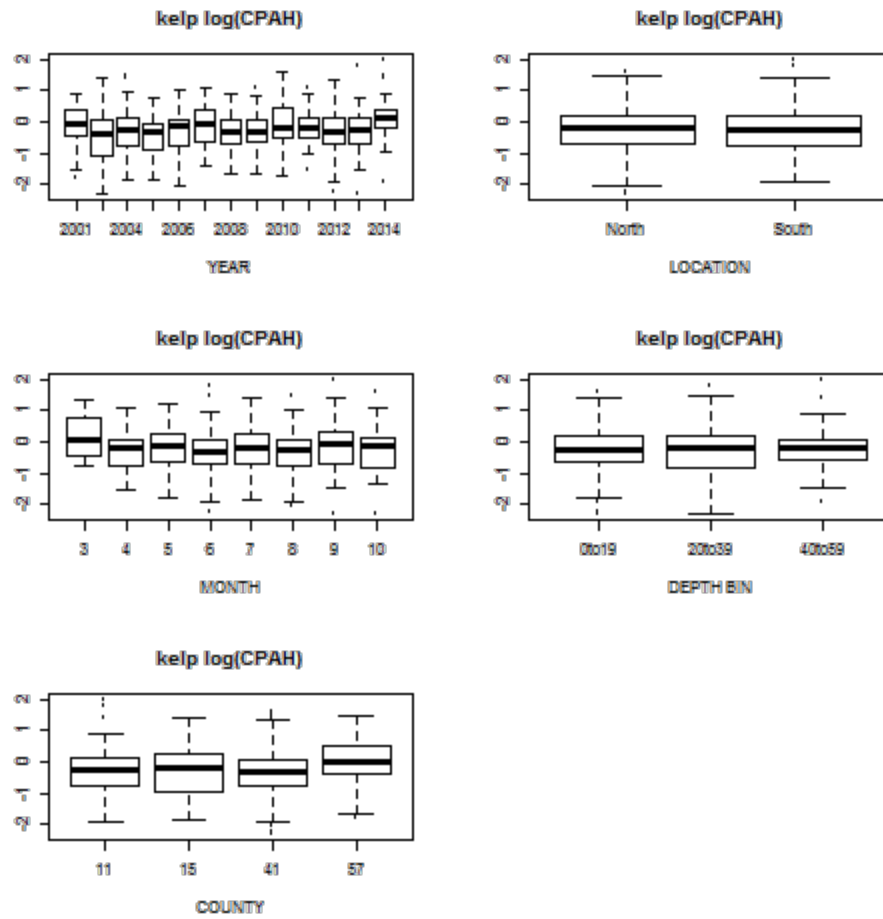 kelp log(CPAH)
2
1
0
-1
-2
2001 2004 2006 2008 2010 2012 2014
YEAR
kelp log(CPAH)
2
1
0
-1
-2
North South
LOCATION
kelp log(CPAH)
2
1
0
-1
-2
3 4 5 6 7 8 9 10
MONTH
kelp log(CPAH)
2
1
0
-1
-2
0to19 20to39 40to59
DEPTH BIN
kelp log(CPAH)
2
1
0
-1
-2
11 15 41 57
COUNTY